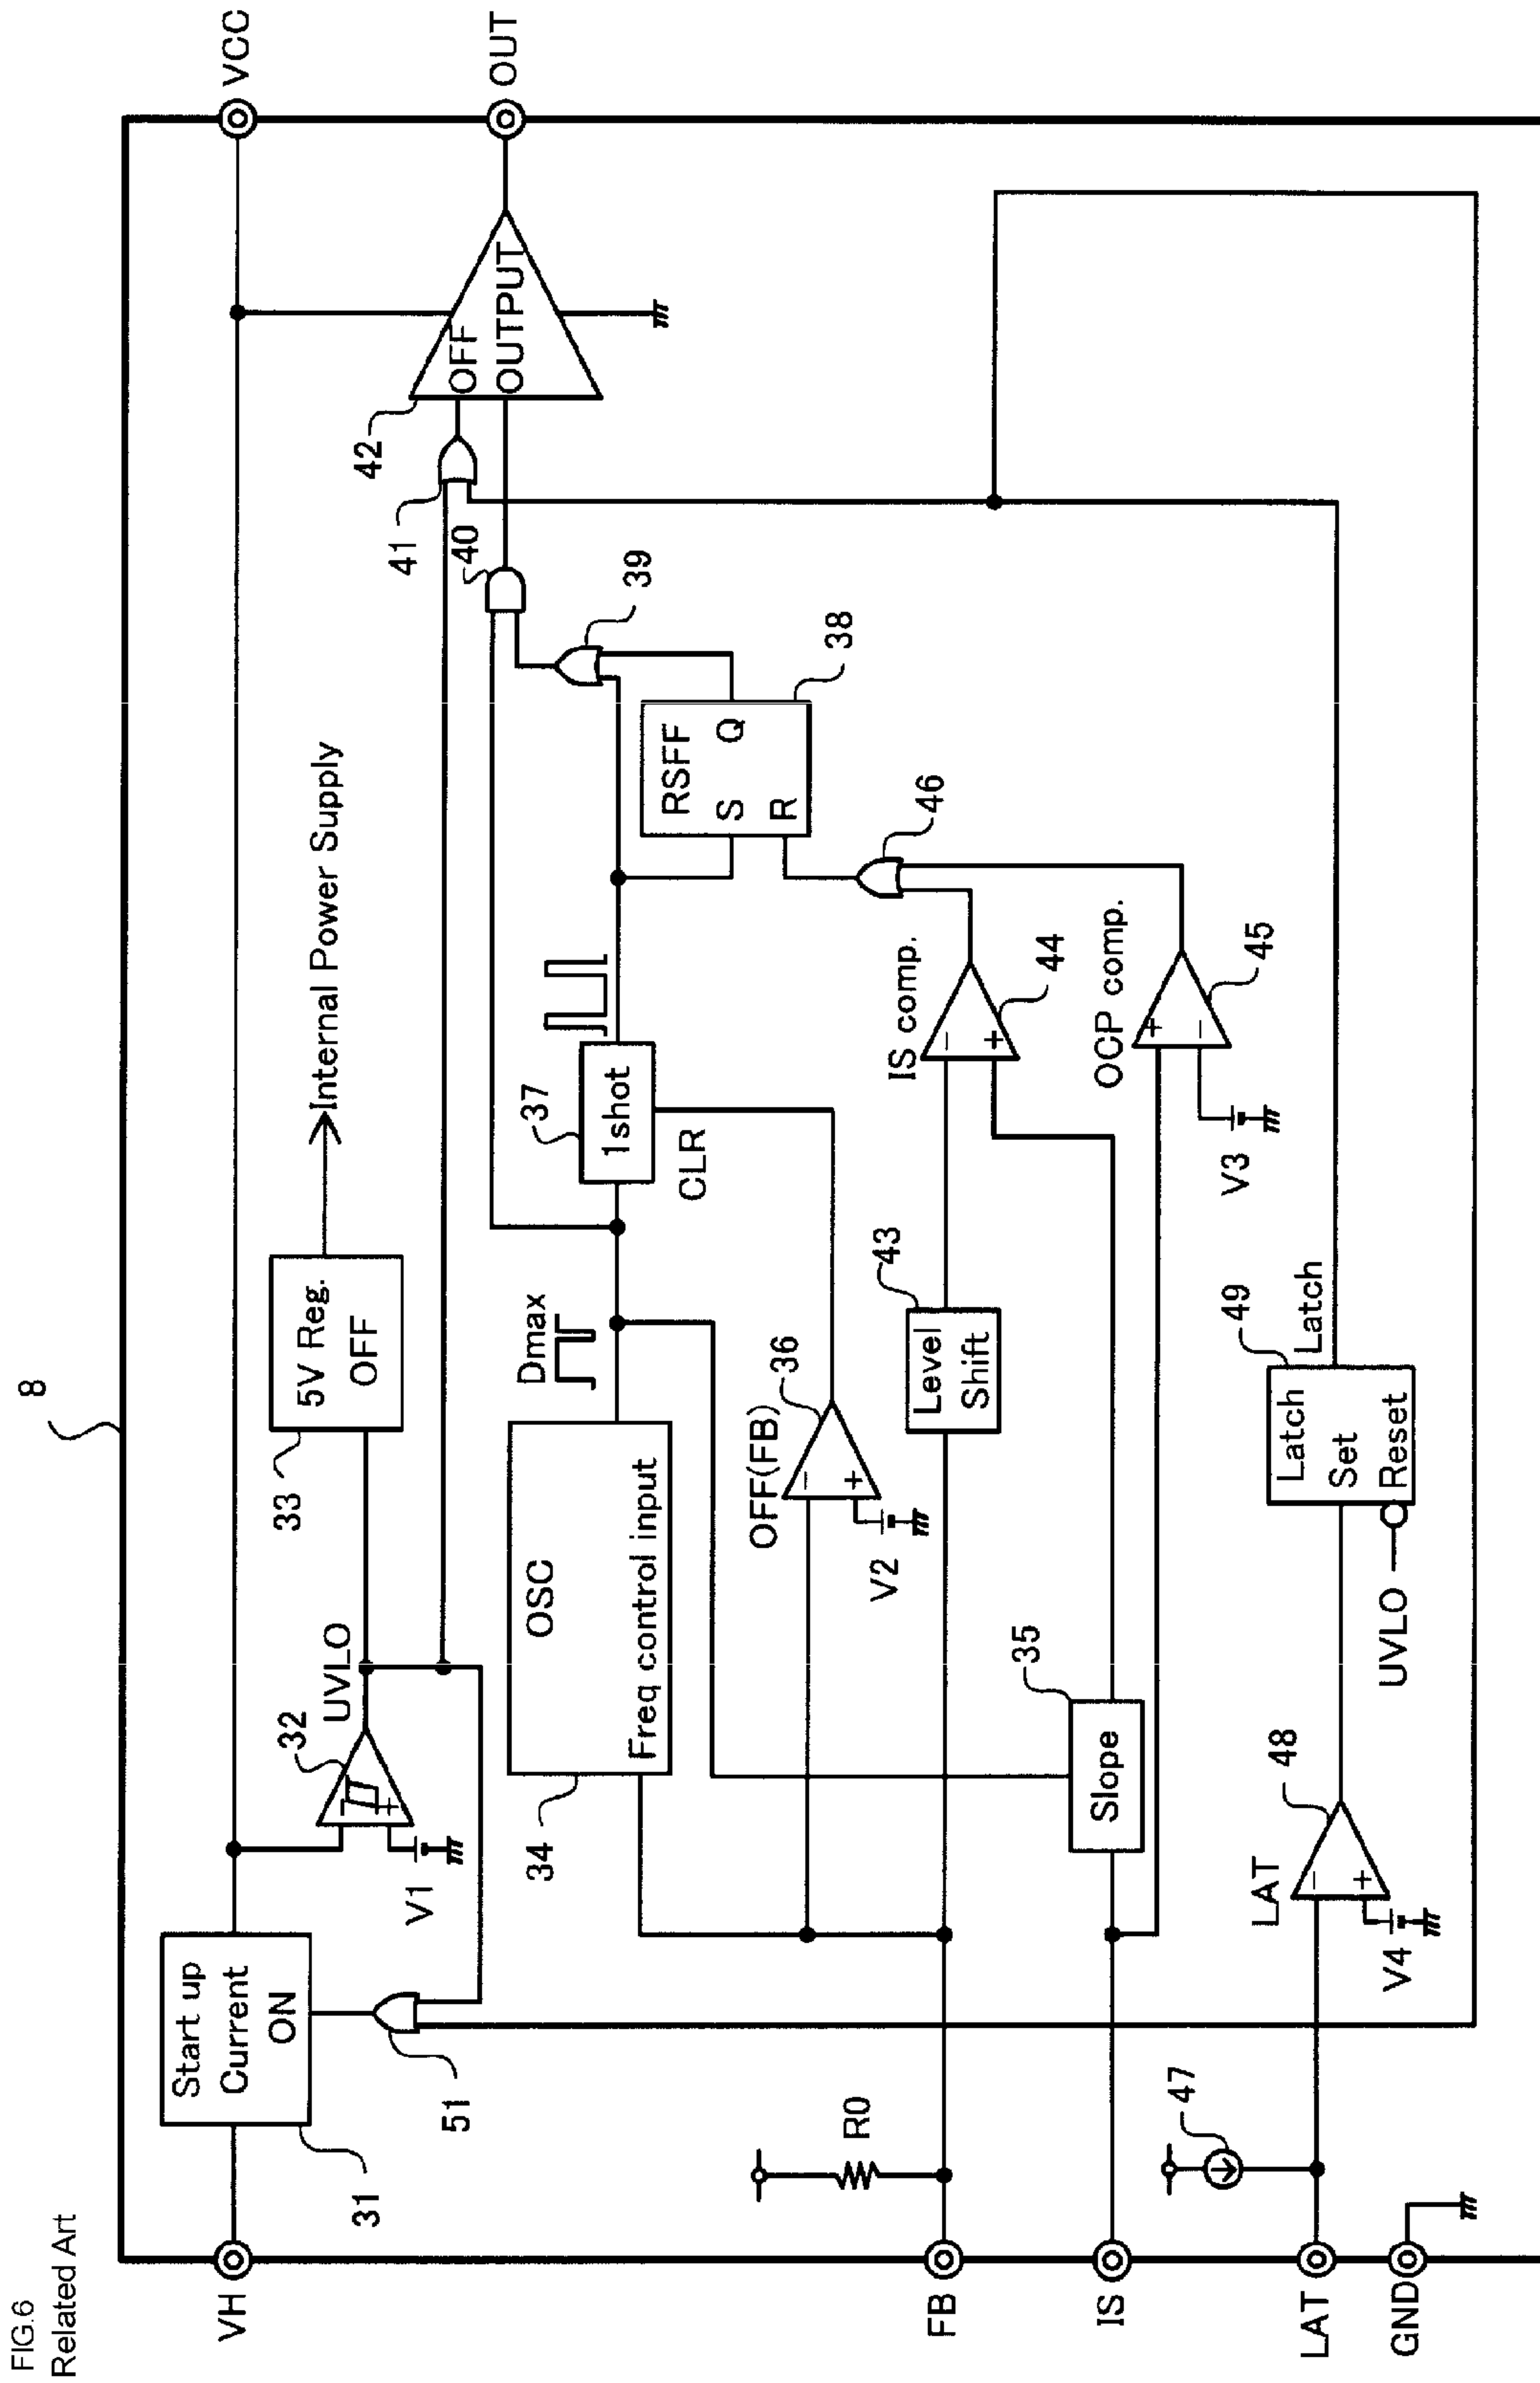 FIG.6
Related Art
8
VH
31
Start up
Current
ON
51
32
UVLO
V1
33
5V Reg.
OFF
Internal Power Supply
VCC
34
OSC
Freq control input
Dmax
37
1shot
CLR
41
40
42
OFF
OUTPUT
OUT
39
RSFF
S
Q
R
38
46
FB
R0
OFF(FB)
36
−
+
V2
43
Level
Shift
IS comp.
−
+
44
IS
35
Slope
OCP comp.
+
−
45
V3
LAT
47
LAT
−
+
48
V4
49
Latch
Set
Reset
Latch
UVLO
GND